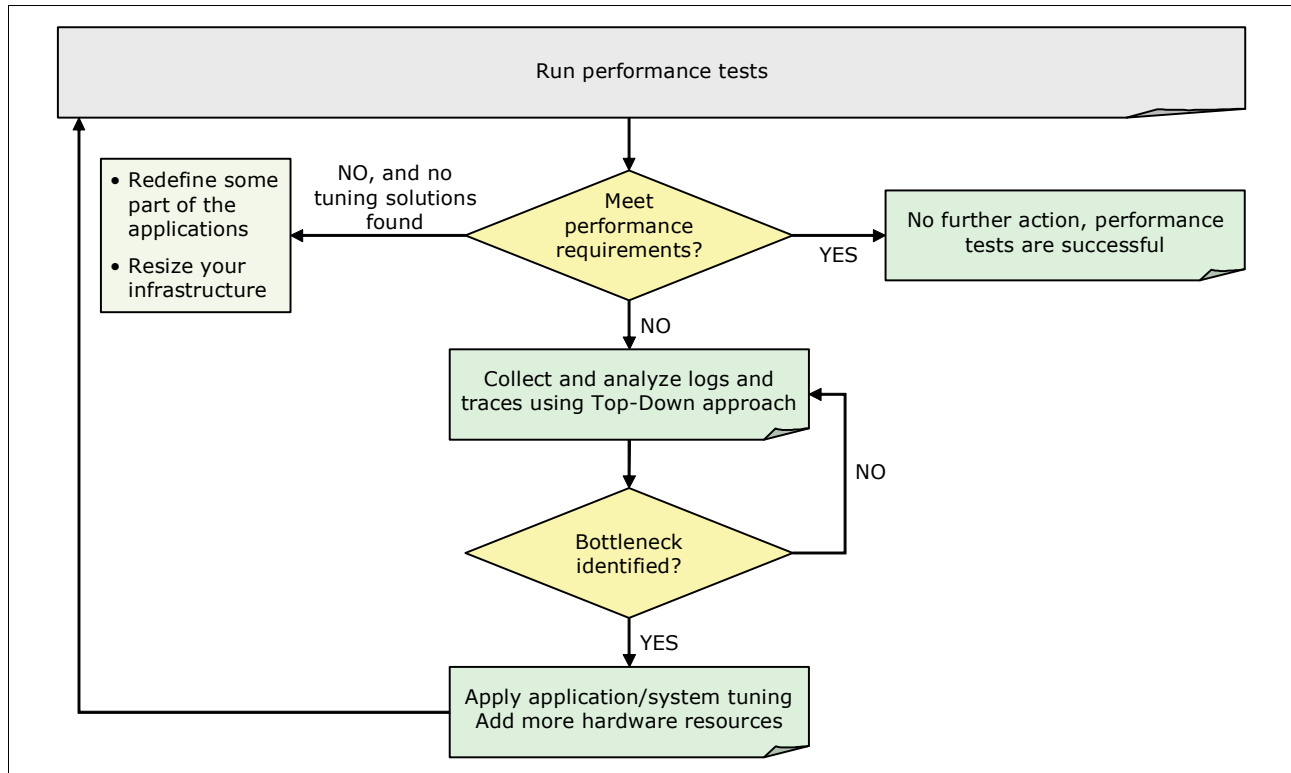 Run performance tests
NO, and no
tuning solutions
found
• Redefine some
part of the
applications
• Resize your
infrastructure
Meet
performance
requirements?
YES
No further action, performance
tests are successful
NO
Collect and analyze logs and
traces using Top-Down approach
NO
Bottleneck
identified?
YES
Apply application/system tuning
Add more hardware resources